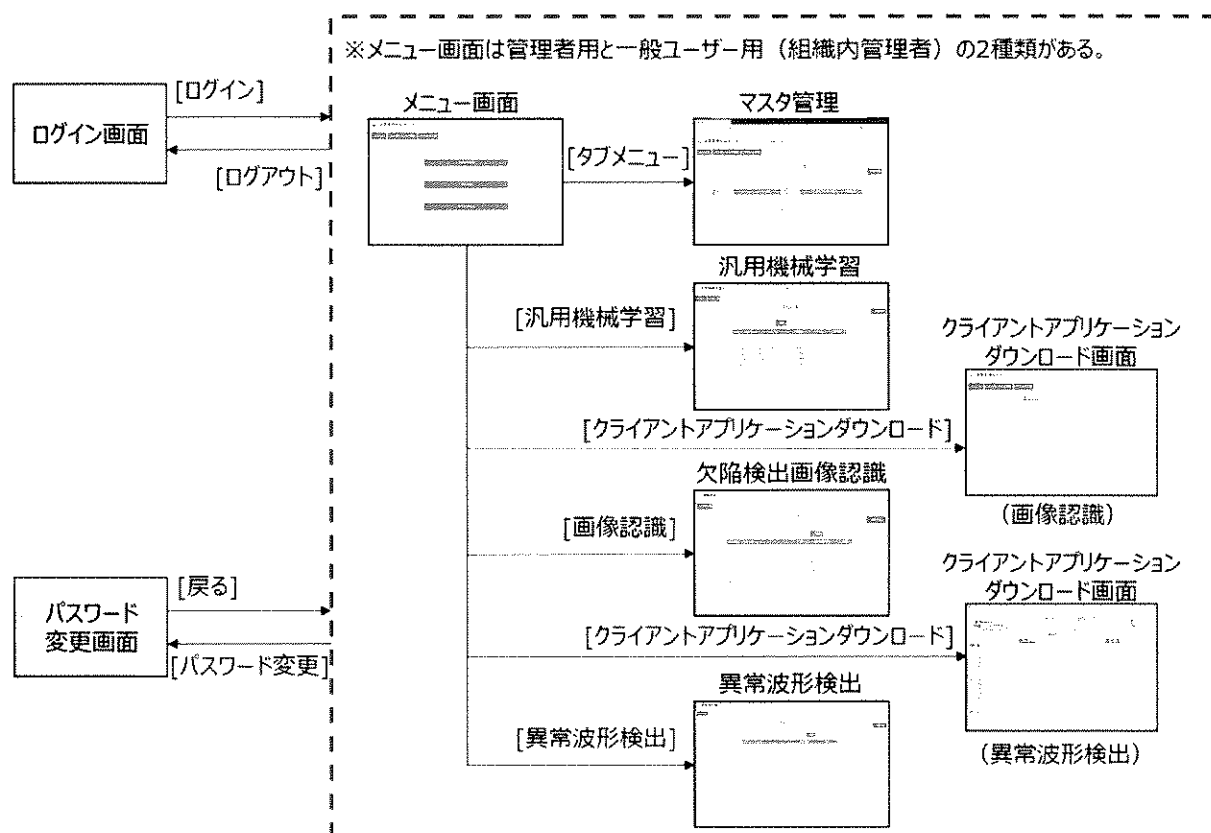 ※メニュー画面は管理者用と一般ユーザー用（組織内管理者）の2種類がある。
[ログイン]
ログイン画面
[ログアウト]
メニュー画面
マスタ管理
[タブメニュー]
汎用機械学習
[汎用機械学習]
クライアントアプリケーション
ダウンロード画面
[クライアントアプリケーションダウンロード]
（画像認識）
欠陥検出画像認識
[画像認識]
クライアントアプリケーション
ダウンロード画面
[戻る]
パスワード
変更画面
[パスワード変更]
[クライアントアプリケーションダウンロード]
（異常波形検出）
異常波形検出
[異常波形検出]